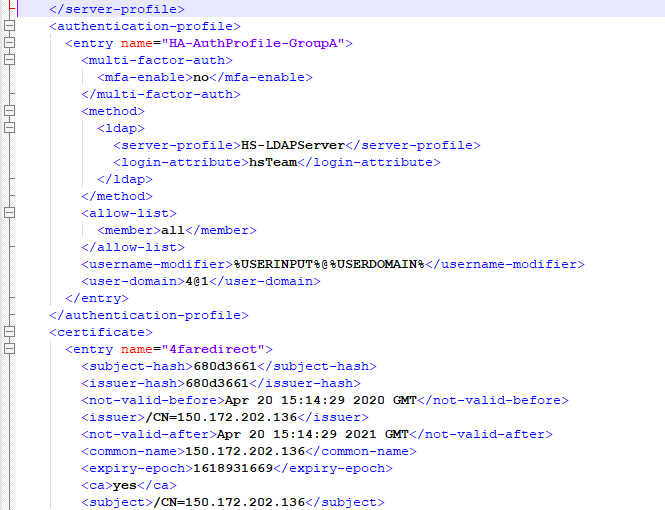 </server-profile>
<authentication-profile>
<entry name="HA-AuthProfile-GroupA">
<multi-factor-auth>
<mfa-enable>no</mfa-enable>
</multi-factor-auth>
<method>
<ldap>
<server-profile>HS-LDAPServer</server-profile>
<login-attribute>hsTeam</login-attribute>
</ldap>
</method>
<allow-list>
<member>all</member>
</allow-list>
<username-modifier>%USERINPUT%@%USERDOMAIN%</username-modifier>
<user-domain>4@1</user-domain>
</entry>
</authentication-profile>
<certificate>
<entry name="4faredirect">
<subject-hash>680d3661</subject-hash>
<issuer-hash>680d3661</issuer-hash>
<not-valid-before>Apr 20 15:14:29 2020 GMT</not-valid-before>
<issuer>/CN=150.172.202.136</issuer>
<not-valid-after>Apr 20 15:14:29 2021 GMT</not-valid-after>
<common-name>150.172.202.136</common-name>
<expiry-epoch>1618931669</expiry-epoch>
<ca>yes</ca>
<subject>/CN=150.172.202.136</subject>